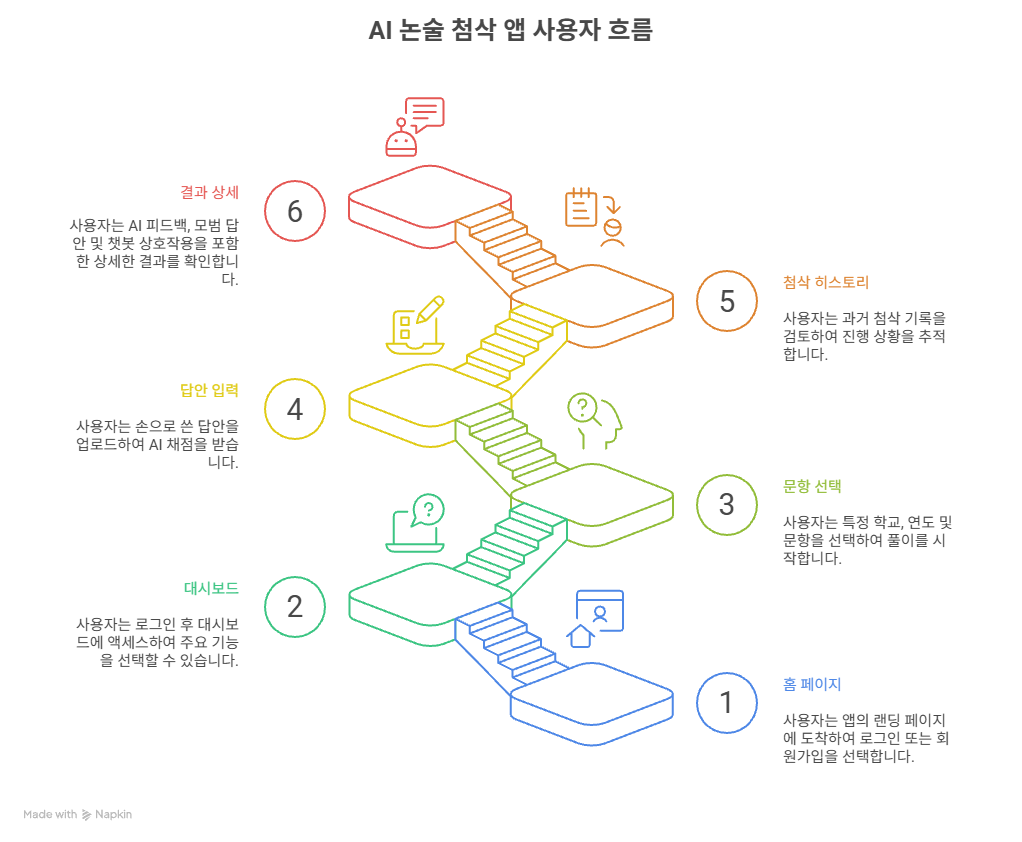 AI 논술 첨삭 앱 사용자 흐름
결과 상세
6
사용자는 AI 피드백, 모범 답
안 및 챗봇 상호작용을 포함
한 상세한 결과를 확인합니
다.
5
첨삭 히스토리
사용자는 과거 첨삭 기록을
검토하여 진행 상황을 추적
합니다.
답안 입력
4
사용자는 손으로 쓴 답안을
업로드하여 AI 채점을 받습
니다.
3
문항 선택
사용자는 특정 학교, 연도 및
문항을 선택하여 풀이를 시
작합니다.
대시보드
2
사용자는 로그인 후 대시보
드에 액세스하여 주요 기능
을 선택할 수 있습니다.
1
홈 페이지
사용자는 앱의 랜딩 페이지
에 도착하여 로그인 또는 회
원가입을 선택합니다.
Made with Napkin